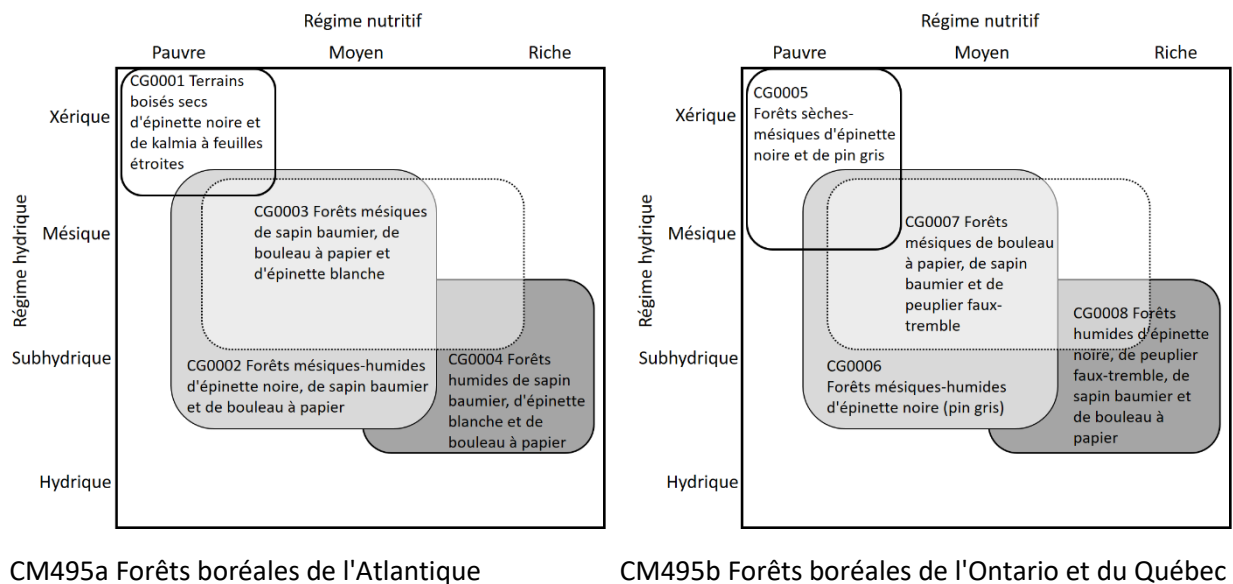 Régime nutritif
Pauvre Moyen Riche
Régime hydrique
Xérique
Mésique
Subhydrique
Hydrique
CG0001 Terrains
boisés secs
d'épinette noire et
de kalmia à feuilles
étroites
CG0003 Forêts mésiques
de sapin baumier, de
bouleau à papier et
d'épinette blanche
CG0002 Forêts mésiques-humides
d'épinette noire, de sapin baumier
et de bouleau à papier
CG0004 Forêts
humides de sapin
baumier, d'épinette
blanche et de
bouleau à papier
CM495a Forêts boréales de l'Atlantique
Régime nutritif
Pauvre Moyen Riche
Régime hydrique
Xérique
Mésique
Subhydrique
Hydrique
CG0005
Forêts sèches-
mésiques d'épinette
noire et de pin gris
CG0007 Forêts
mésiques de bouleau
à papier, de sapin
baumier et de
peuplier faux-
tremble
CG0006
Forêts mésiques-humides
d'épinette noire (pin gris)
CG0008 Forêts
humides d'épinette
noire, de peuplier
faux-tremble, de
sapin baumier et
de bouleau à
papier
CM495b Forêts boréales de l'Ontario et du Québec